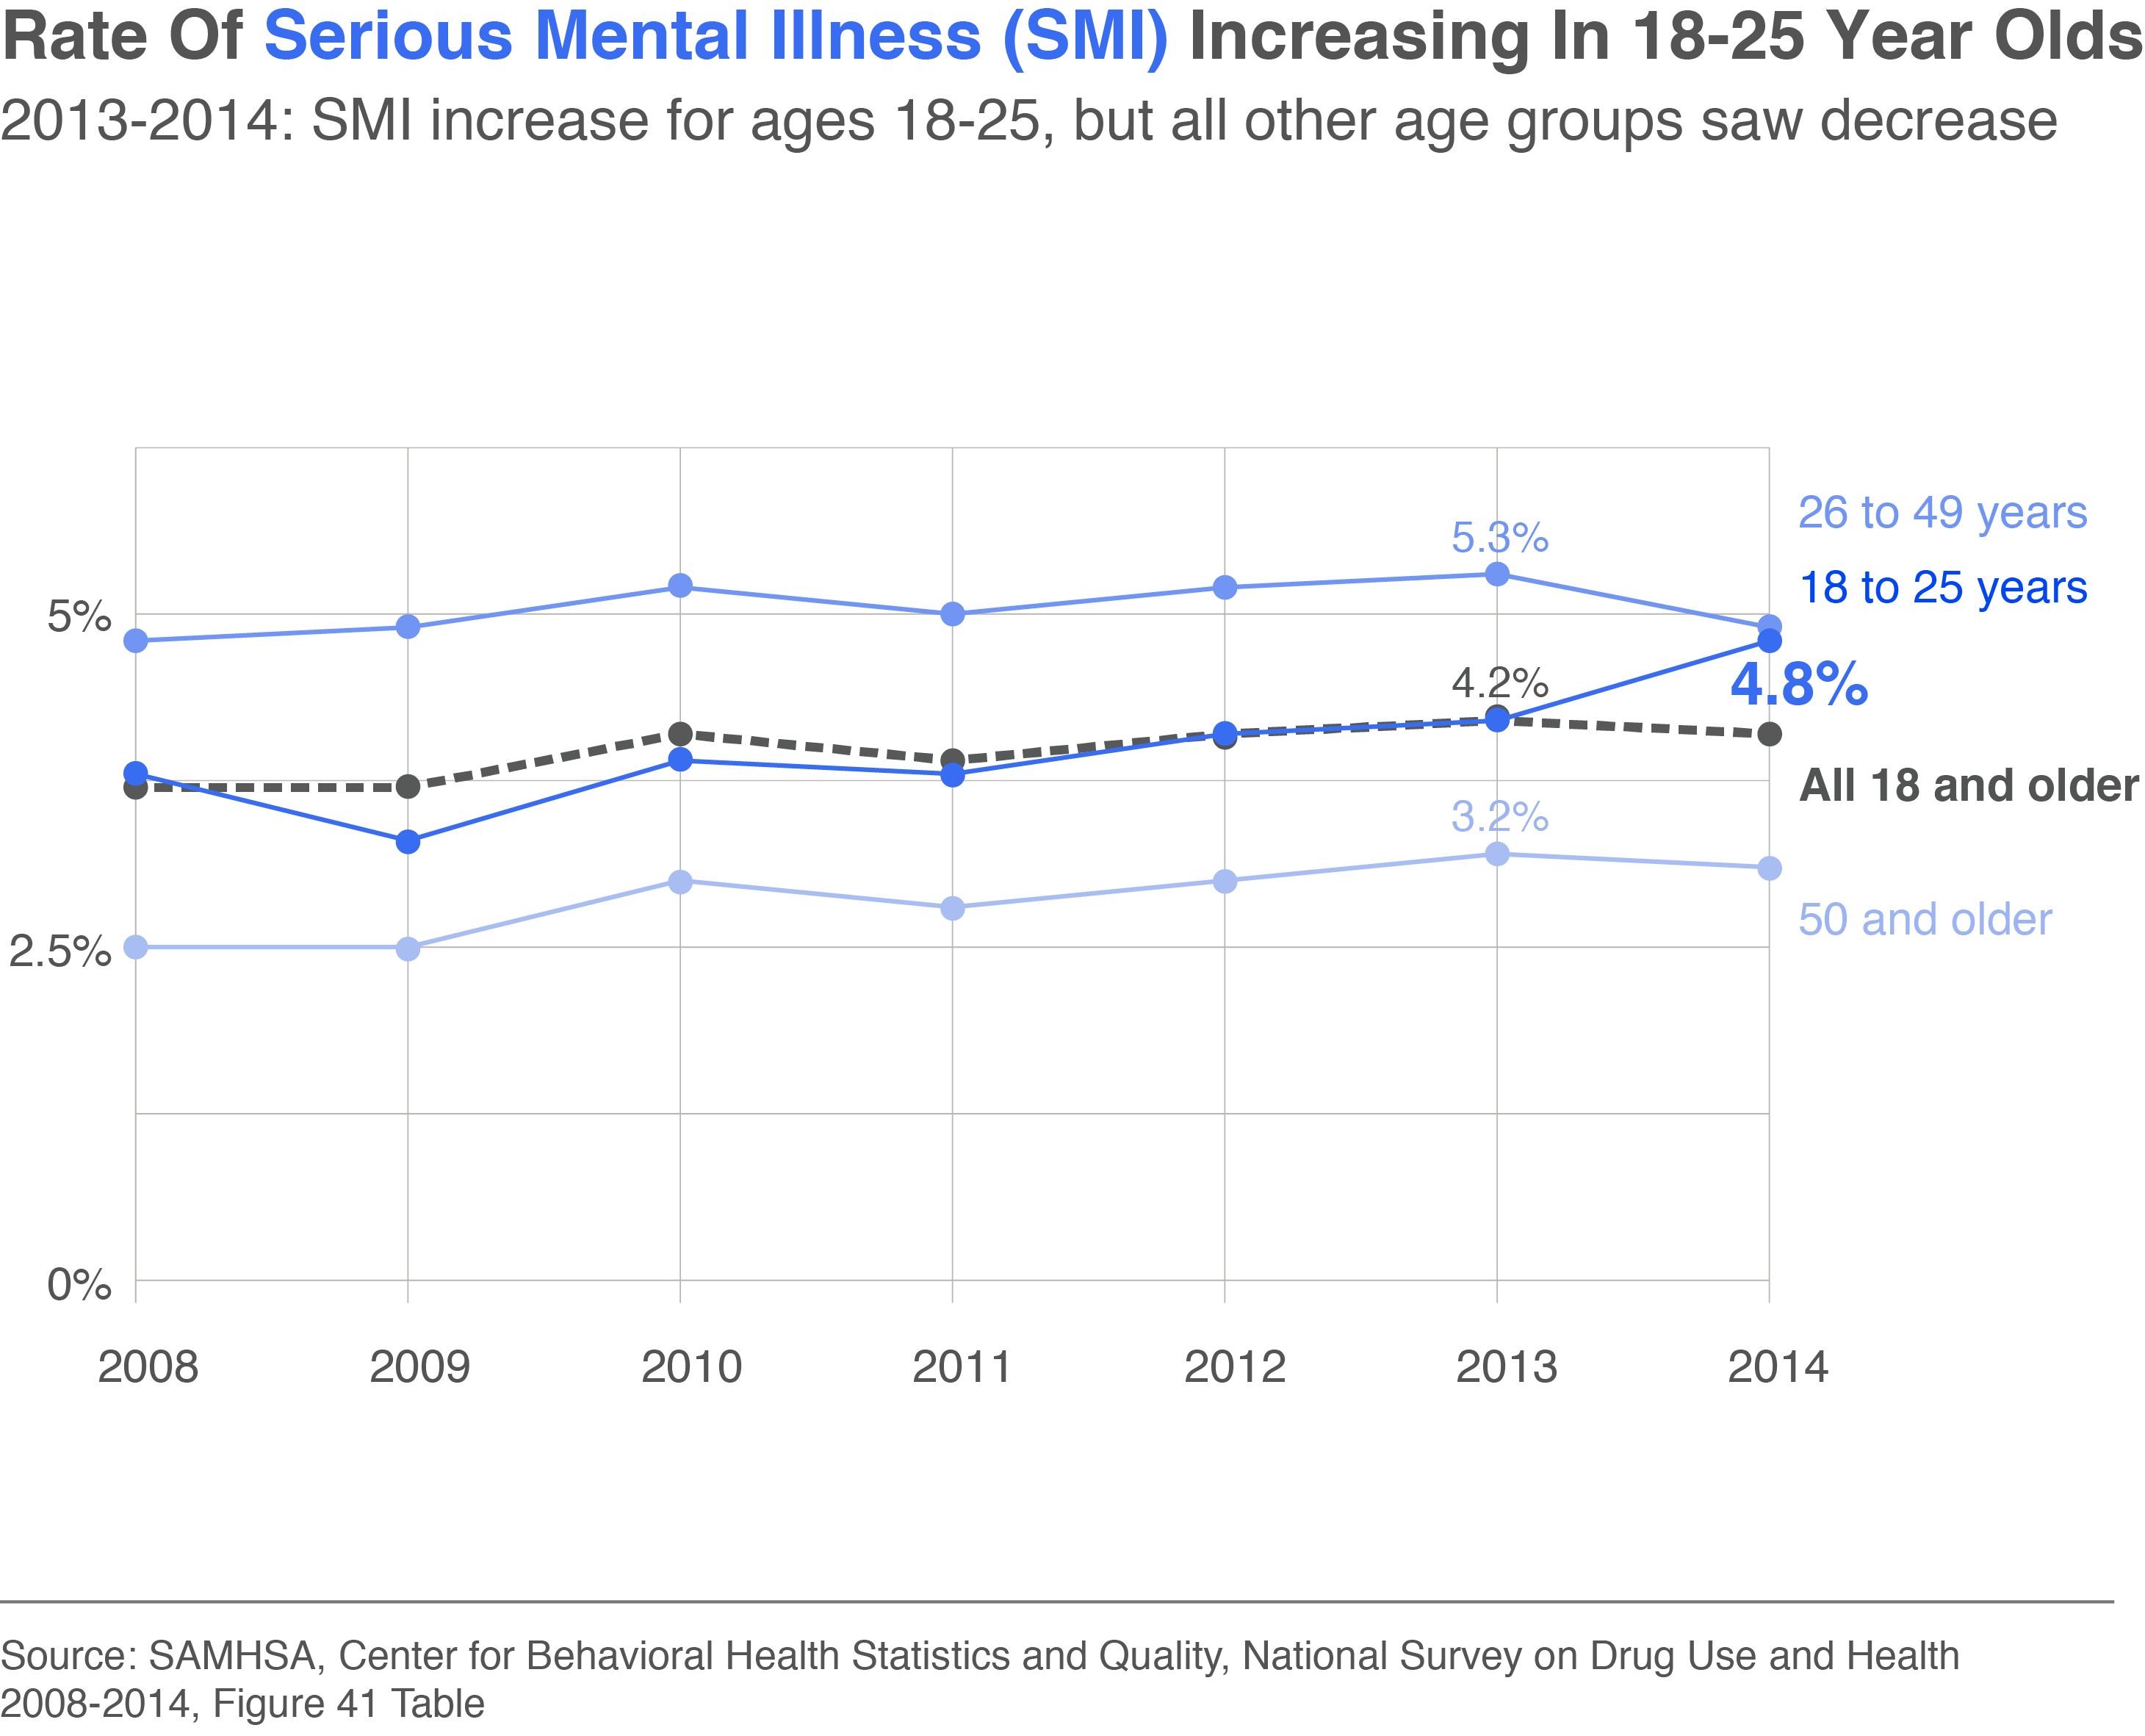 Rate Of Serious Mental Illness (SMI) Increasing In 18-25 Year Olds
2013-2014: SMI increase for ages 18-25, but all other age groups saw decrease
26 to 49 years
5.3%
18 to 25 years
5%
4.2%
4.8%
All 18 and older
3.2%
50 and older
2.5%
0%
2008 2009 2010 2011 2012 2013 2014
Source: SAMHSA, Center for Behavioral Health Statistics and Quality, National Survey on Drug Use and Health
2008-2014, Figure 41 Table